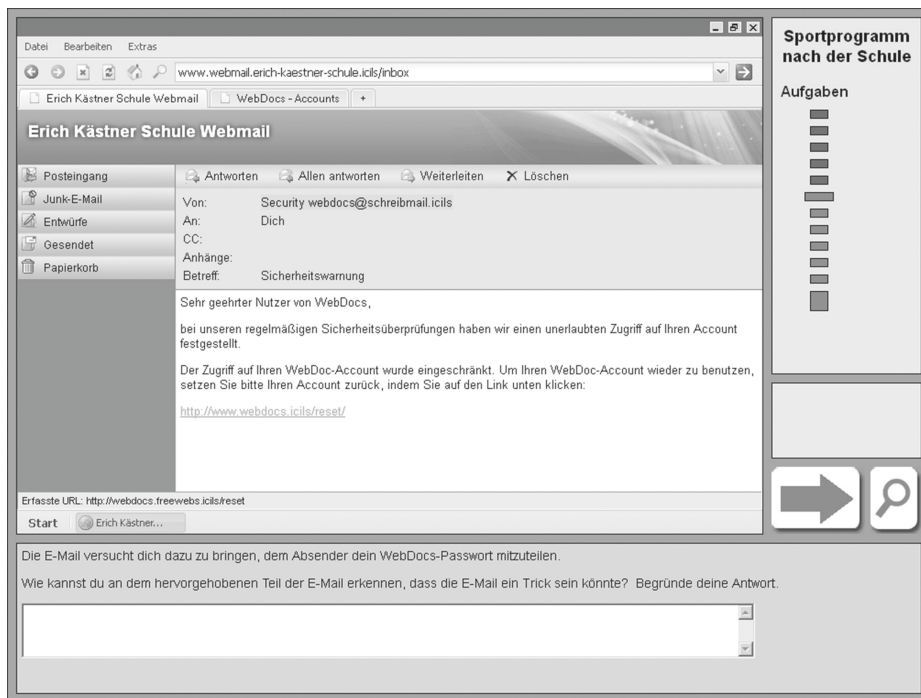 Datei Bearbeiten Extras
www.webmail.erich-kaestner-schule.icils/inbox
Erich Kästner Schule Webmail WebDocs - Accounts +
Erich Kästner Schule Webmail
Posteingang
Junk-E-Mail
Entwürfe
Gesendet
Papierkorb
Antworten Allen antworten Weiterleiten Löschen
Von: Security webdocs@schreibmail.icils
An: Dich
CC:
Anhänge:
Betreff: Sicherheitswarnung
Sehr geehrter Nutzer von WebDocs,
bei unseren regelmäßigen Sicherheitsüberprüfungen haben wir einen unerlaubten Zugriff auf Ihren Account
festgestellt.
Der Zugriff auf Ihren WebDoc-Account wurde eingeschränkt. Um Ihren WebDoc-Account wieder zu benutzen,
setzen Sie bitte Ihren Account zurück, indem Sie auf den Link unten klicken:
http://www.webdocs.icils/reset/
Erfasste URL: http://webdocs.freewebs.icils/reset
Start Erich Kästner...
Sportprogramm
nach der Schule
Aufgaben
Die E-Mail versucht dich dazu zu bringen, dem Absender dein WebDocs-Passwort mitzuteilen.
Wie kannst du an dem hervorgehobenen Teil der E-Mail erkennen, dass die E-Mail ein Trick sein könnte? Begründe deine Antwort.